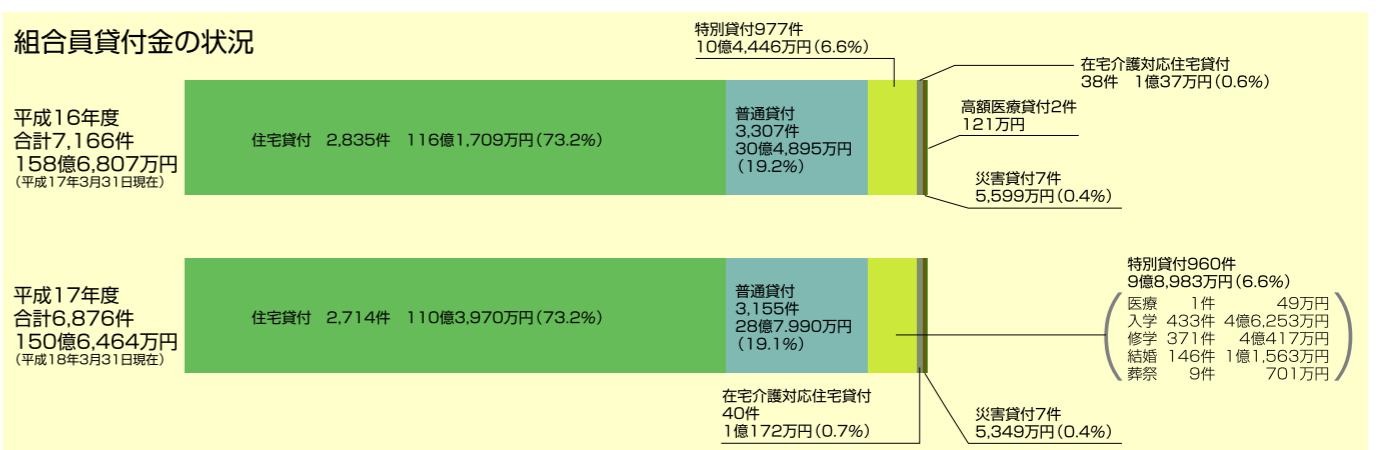 組合員貸付金の状況
平成16年度
合計7,166件
158億6,807万円
(平成17年3月31日現在)
住宅貸付 2,835件 116億1,709万円(73.2%)
普通貸付
3,307件
30億4,895万円
(19.2%)
特別貸付977件
10億4,446万円(6.6%)
在宅介護対応住宅貸付
38件 1億37万円(0.6%)
高額医療貸付2件
121万円
災害貸付7件
5,599万円(0.4%)
平成17年度
合計6,876件
150億6,464万円
(平成18年3月31日現在)
住宅貸付 2,714件 110億3,970万円(73.2%)
普通貸付
3,155件
28億7.990万円
(19.1%)
特別貸付960件
9億8,983万円(6.6%)
医療 1件 49万円
入学 433件 4億6,253万円
修学 371件 4億417万円
結婚 146件 1億1,563万円
葬祭 9件 701万円
在宅介護対応住宅貸付
40件
1億172万円(0.7%)
災害貸付7件
5,349万円(0.4%)